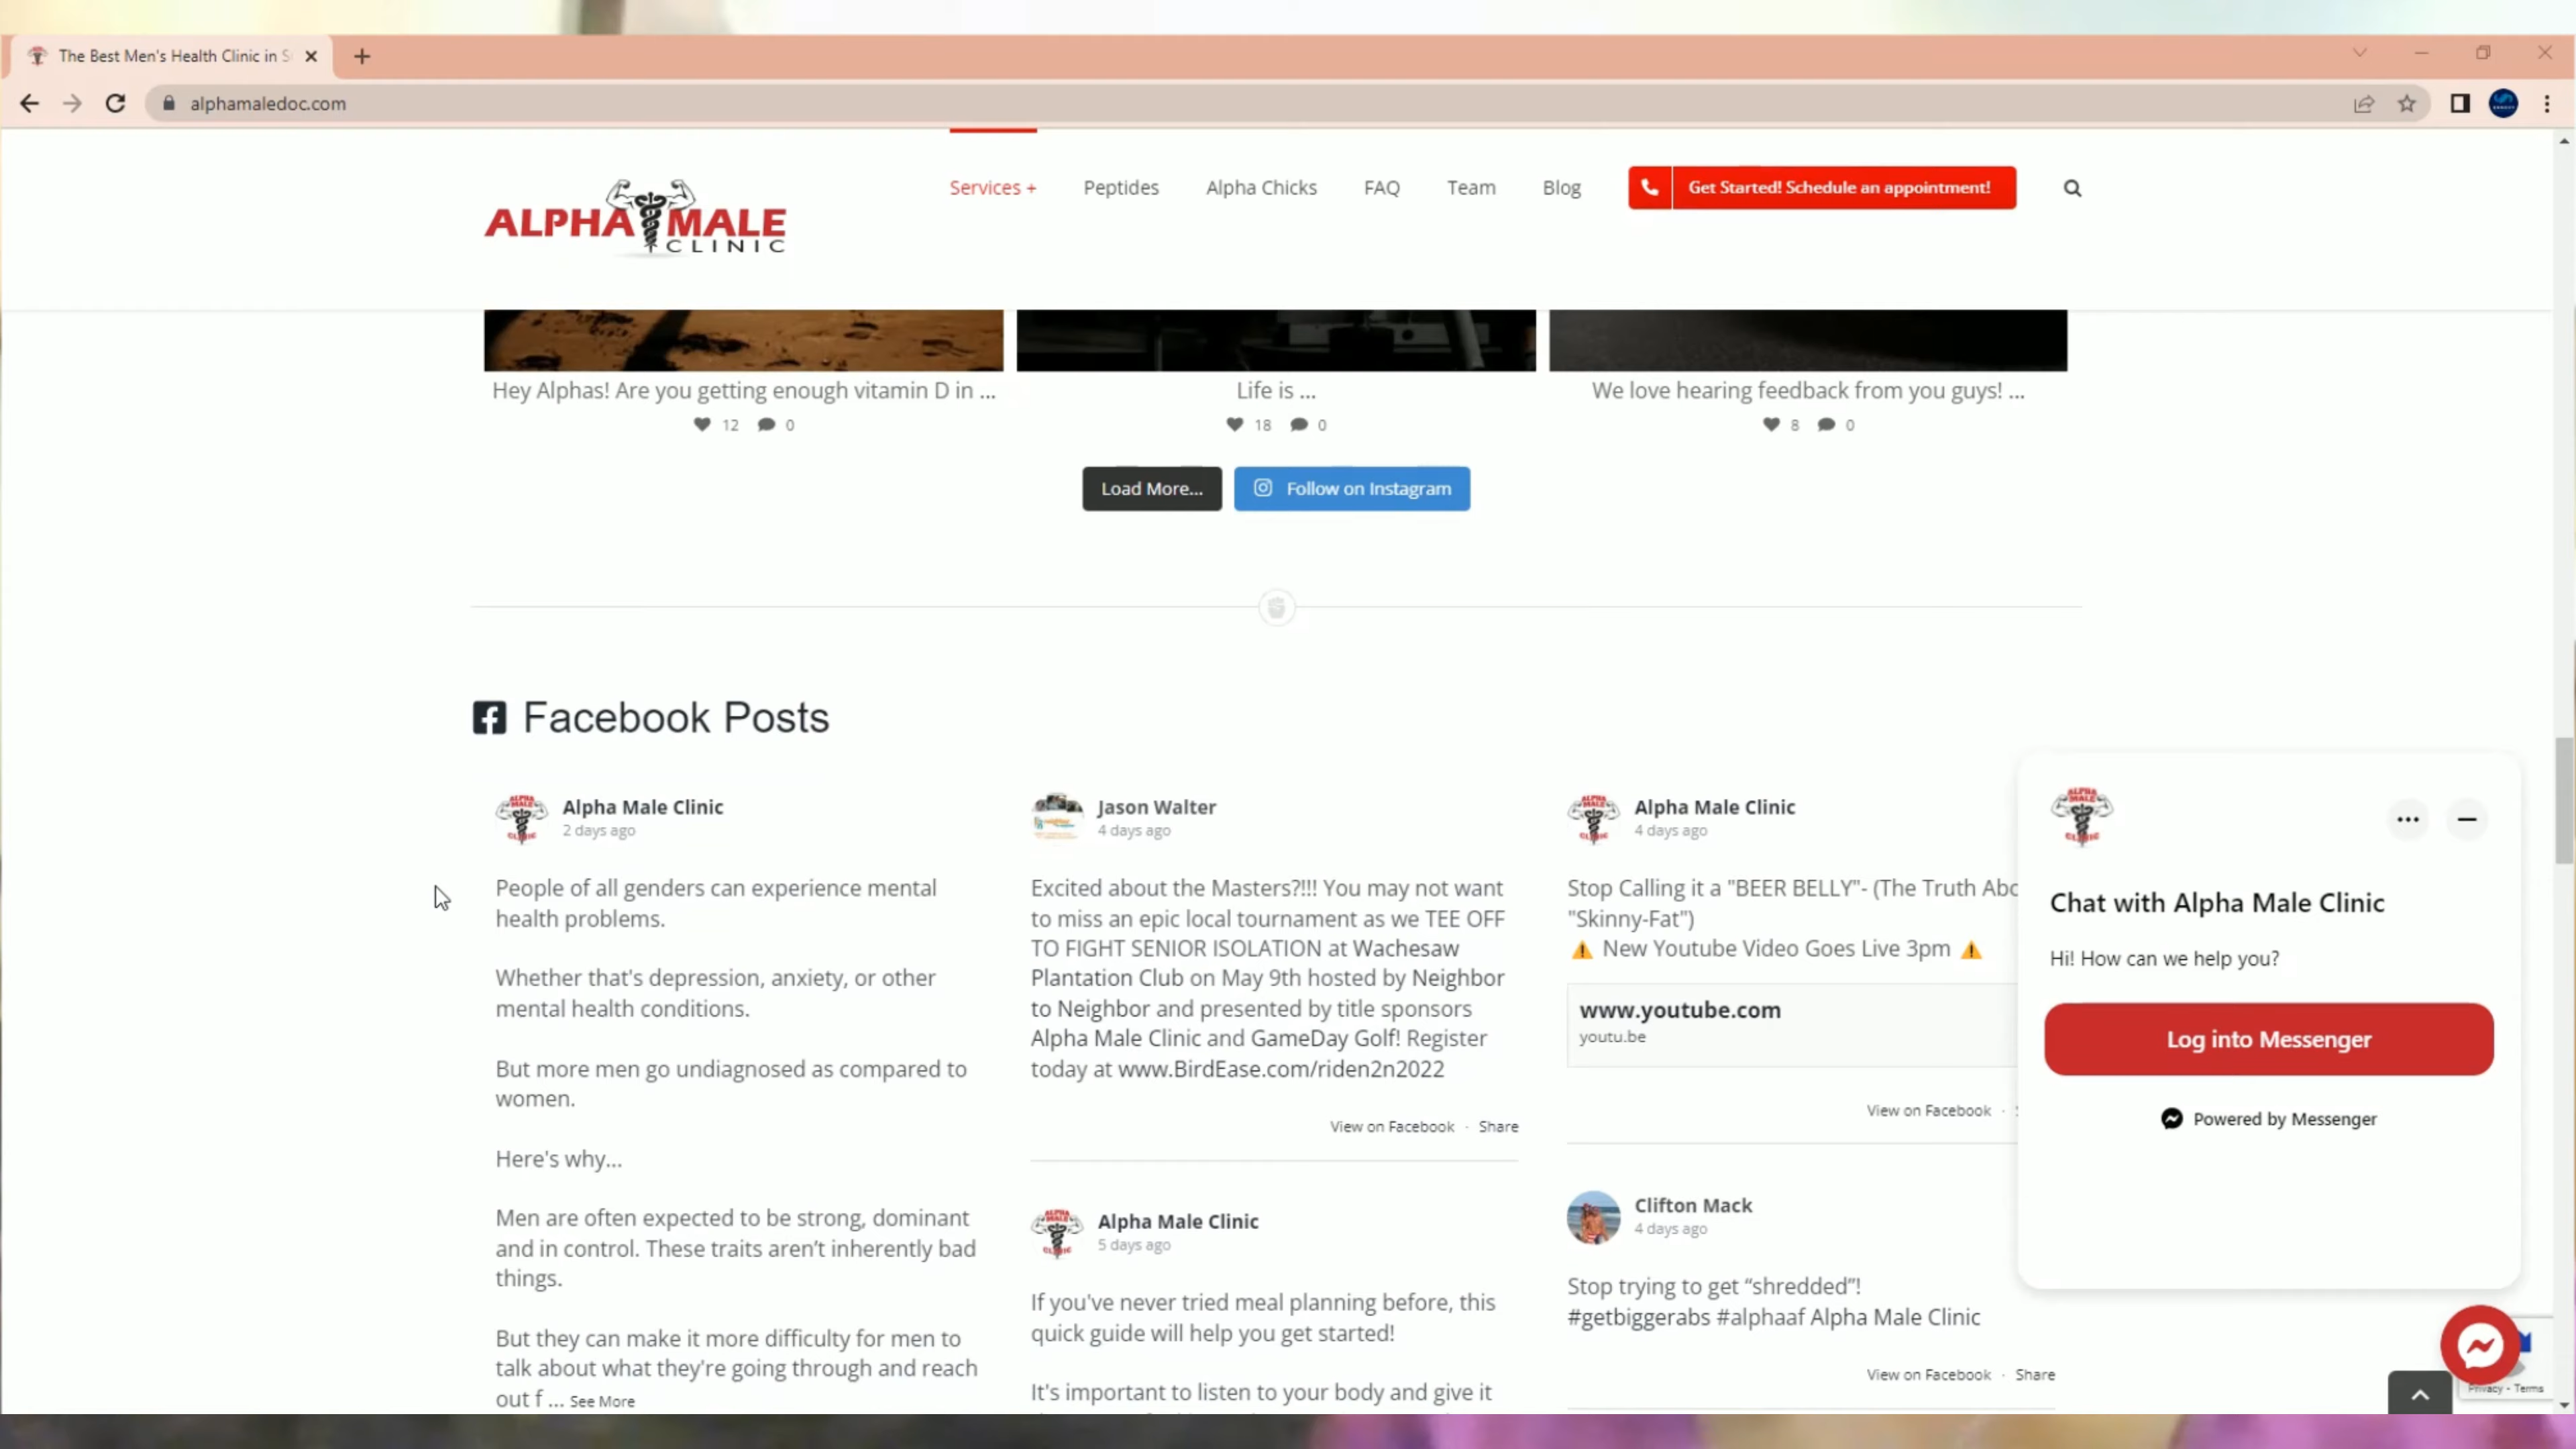 The Best Men's Health Clinic in S
alphamaledoc.com
ALPHA MALE
CLINIC
Services +
Peptides
Alpha Chicks
FAQ
Team
Blog
Get Started! Schedule an appointment!
Hey Alphas! Are you getting enough vitamin D in ...
12 0
Life is ...
18 0
We love hearing feedback from you guys! ...
8 0
Load More...
Follow on Instagram
Facebook Posts
Alpha Male Clinic
2 days ago
People of all genders can experience mental
health problems.
Whether that's depression, anxiety, or other
mental health conditions.
But more men go undiagnosed as compared to
women.
Here's why...
Men are often expected to be strong, dominant
and in control. These traits aren’t inherently bad
things.
But they can make it more difficulty for men to
talk about what they're going through and reach
out f ... See More
Jason Walter
4 days ago
Excited about the Masters?!!! You may not want
to miss an epic local tournament as we TEE OFF
TO FIGHT SENIOR ISOLATION at Wachesaw
Plantation Club on May 9th hosted by Neighbor
to Neighbor and presented by title sponsors
Alpha Male Clinic and GameDay Golf! Register
today at www.BirdEase.com/riden2n2022
View on Facebook · Share
Alpha Male Clinic
5 days ago
If you've never tried meal planning before, this
quick guide will help you get started!
It's important to listen to your body and give it
Alpha Male Clinic
4 days ago
Stop Calling it a "BEER BELLY"- (The Truth Abo
"Skinny-Fat")
⚠️ New Youtube Video Goes Live 3pm ⚠️
www.youtube.com
youtu.be
View on Facebook ·
Clifton Mack
4 days ago
Stop trying to get “shredded”!
#getbiggerabs #alphaaf Alpha Male Clinic
View on Facebook · Share
ALPHA
MALE
CLINIC
Chat with Alpha Male Clinic
Hi! How can we help you?
Log into Messenger
Powered by Messenger
Privacy - Terms